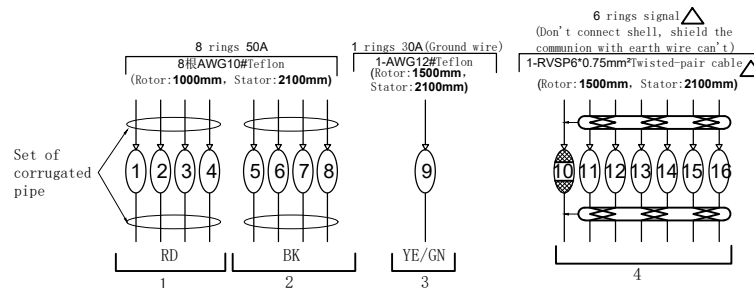 8 rings 50A
8根AWG10#Teflon
(Rotor:1000mm, Stator:2100mm)
1 rings 30A(Ground wire)
1-AWG12#Teflon
(Rotor:1500mm,
Stator:2100mm)
6 rings signal
(Don't connect shell, shield the
communion with earth wire can't)
1-RVSP6*0.75mm²Twisted-pair cable
(Rotor:1500mm, Stator:2100mm)
Set of
corrugated
pipe
1 2 3 4 5 6 7 8 9 10 11 12 13 14 15 16
RD BK YE/GN
1 2 3 4